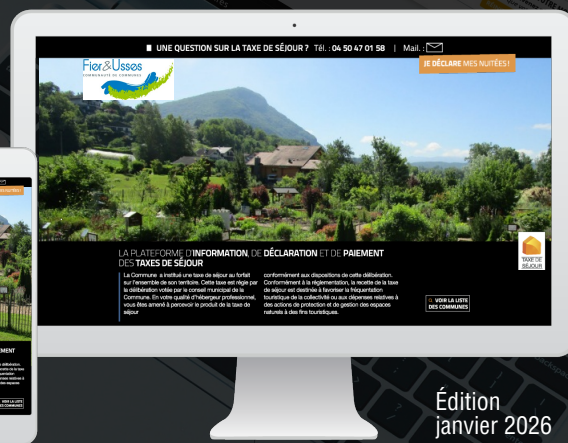 UNE QUESTION SUR LA TAXE DE SÉJOUR ? Tél. : 04 50 47 01 58 | Mail. :
JE DÉCLARE MES NUITÉES !
Fier&Usses
COMMUNAUTÉ DE COMMUNES
LA PLATEFORME D'INFORMATION, DE DÉCLARATION ET DE PAIEMENT
DES TAXES DE SÉJOUR
La Commune a institué une taxe de séjour au forfait
sur l'ensemble de son territoire. Cette taxe est régie par
la délibération votée par le conseil municipal de la
Commune. En votre qualité d'hébergeur professionnel,
vous êtes amené à percevoir le produit de la taxe de
séjour
conformément aux dispositions de cette délibération.
Conformément à la réglementation, la recette de la taxe
de séjour est destinée à favoriser la fréquentation
touristique de la collectivité ou aux dépenses relatives à
des actions de protection et de gestion des espaces
naturels à des fins touristiques.
TAXE DE
SÉJOUR
VOIR LA LISTE
DES COMMUNES
VOIR LA LISTE
DES COMMUNES
Édition
janvier 2026